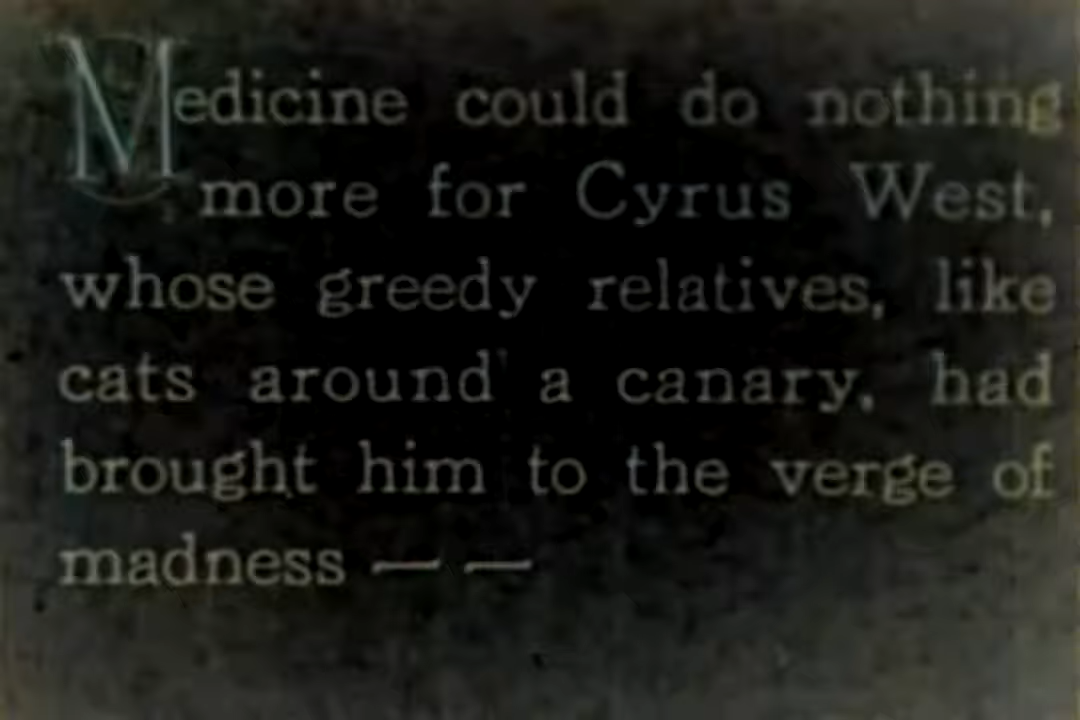 Medicine could do nothing
more for Cyrus West,
whose greedy relatives, like
cats around a canary, had
brought him to the verge of
madness — —